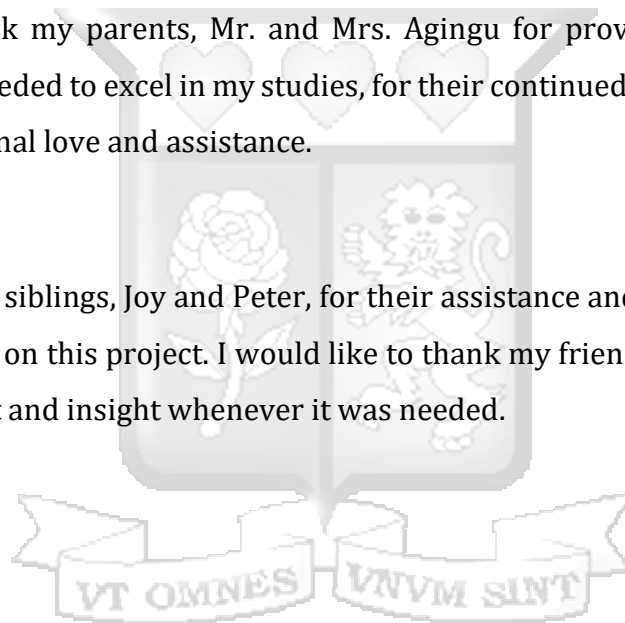 k my parents, Mr. and Mrs. Agingu for prov
eded to excel in my studies, for their continued
nal love and assistance.
siblings, Joy and Peter, for their assistance and
on this project. I would like to thank my frien
t and insight whenever it was needed.
VT OMNES VNVM SINT